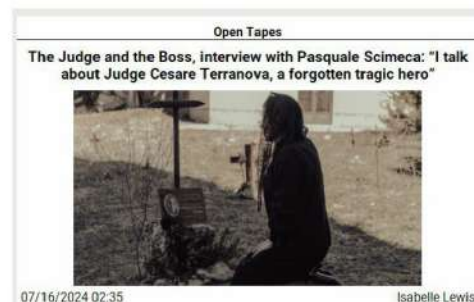 Open Tapes
The Judge and the Boss, interview with Pasquale Scimeca: “I talk
about Judge Cesare Terranova, a forgotten tragic hero”
07/16/2024 02:35
Isabelle Lewis